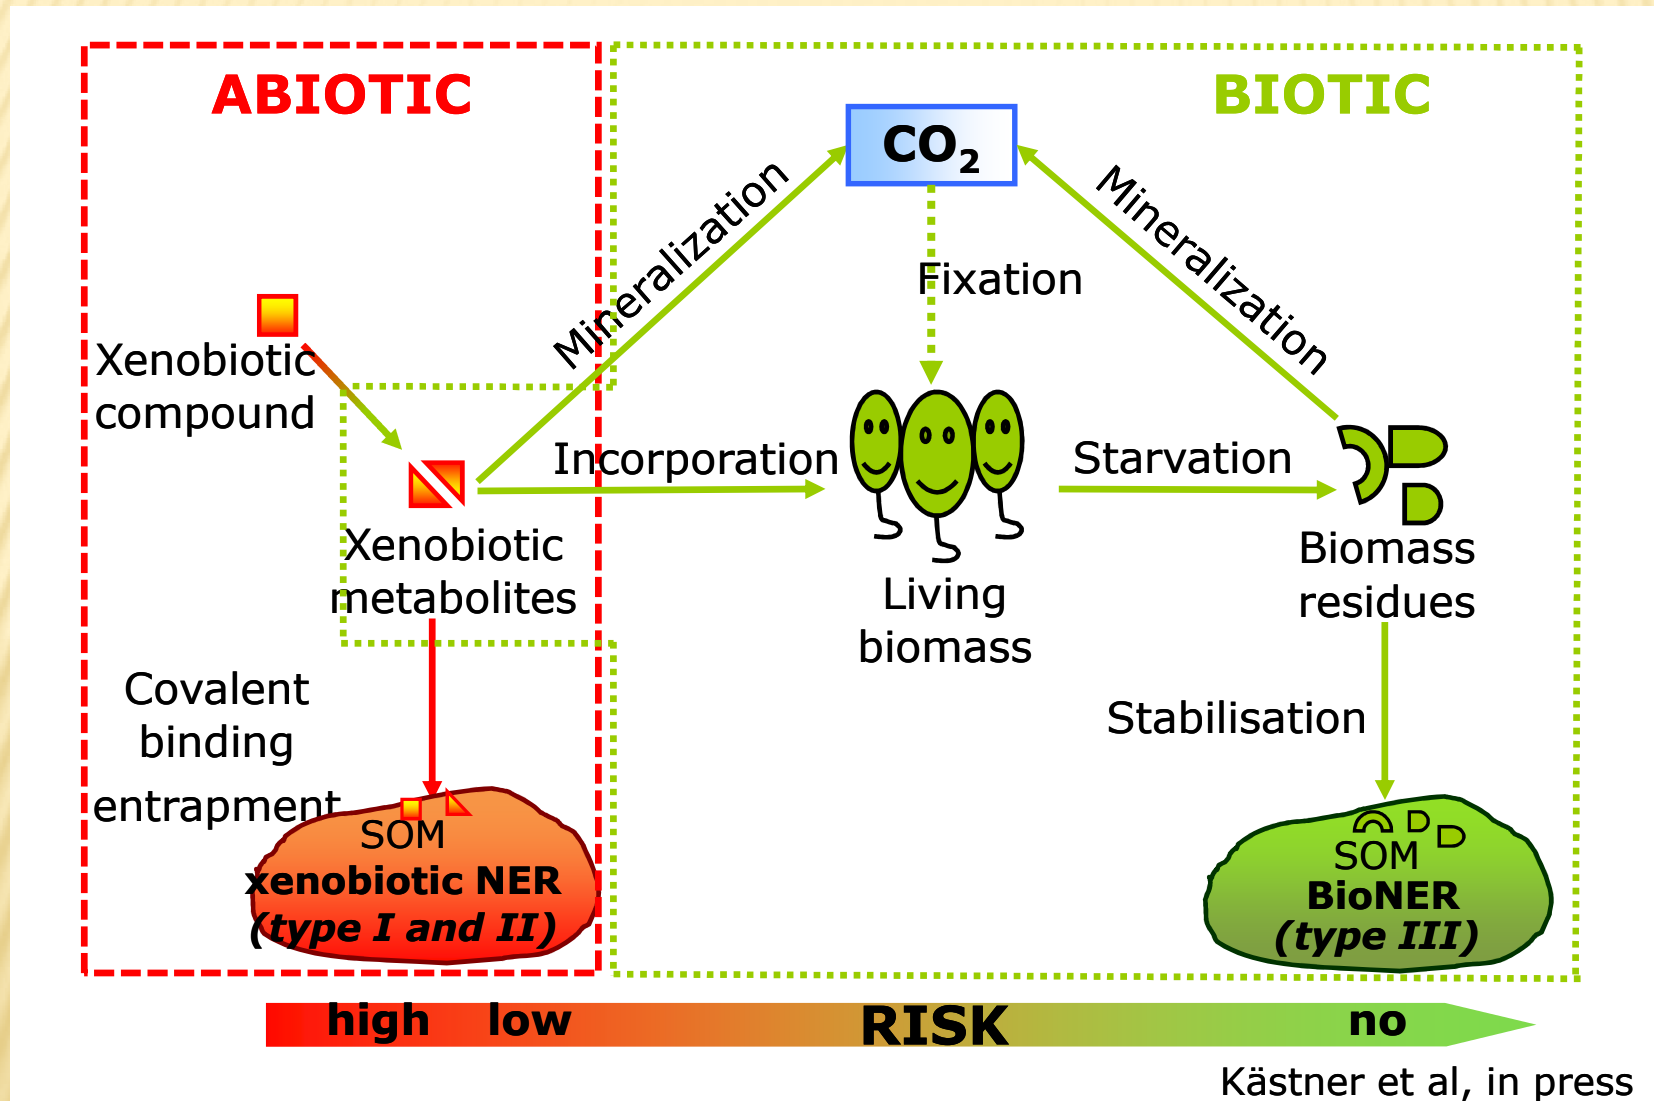 ABIOTIC
BIOTIC
CO₂
Mineralization
Mineralization
Fixation
Xenobiotic
compound
Incorporation
Starvation
Xenobiotic
metabolites
Living
biomass
Biomass
residues
Covalent
binding
entrapment
Stabilisation
SOM
xenobiotic NER
(type I and II)
SOM
BioNER
(type III)
high low RISK no
Kästner et al, in press